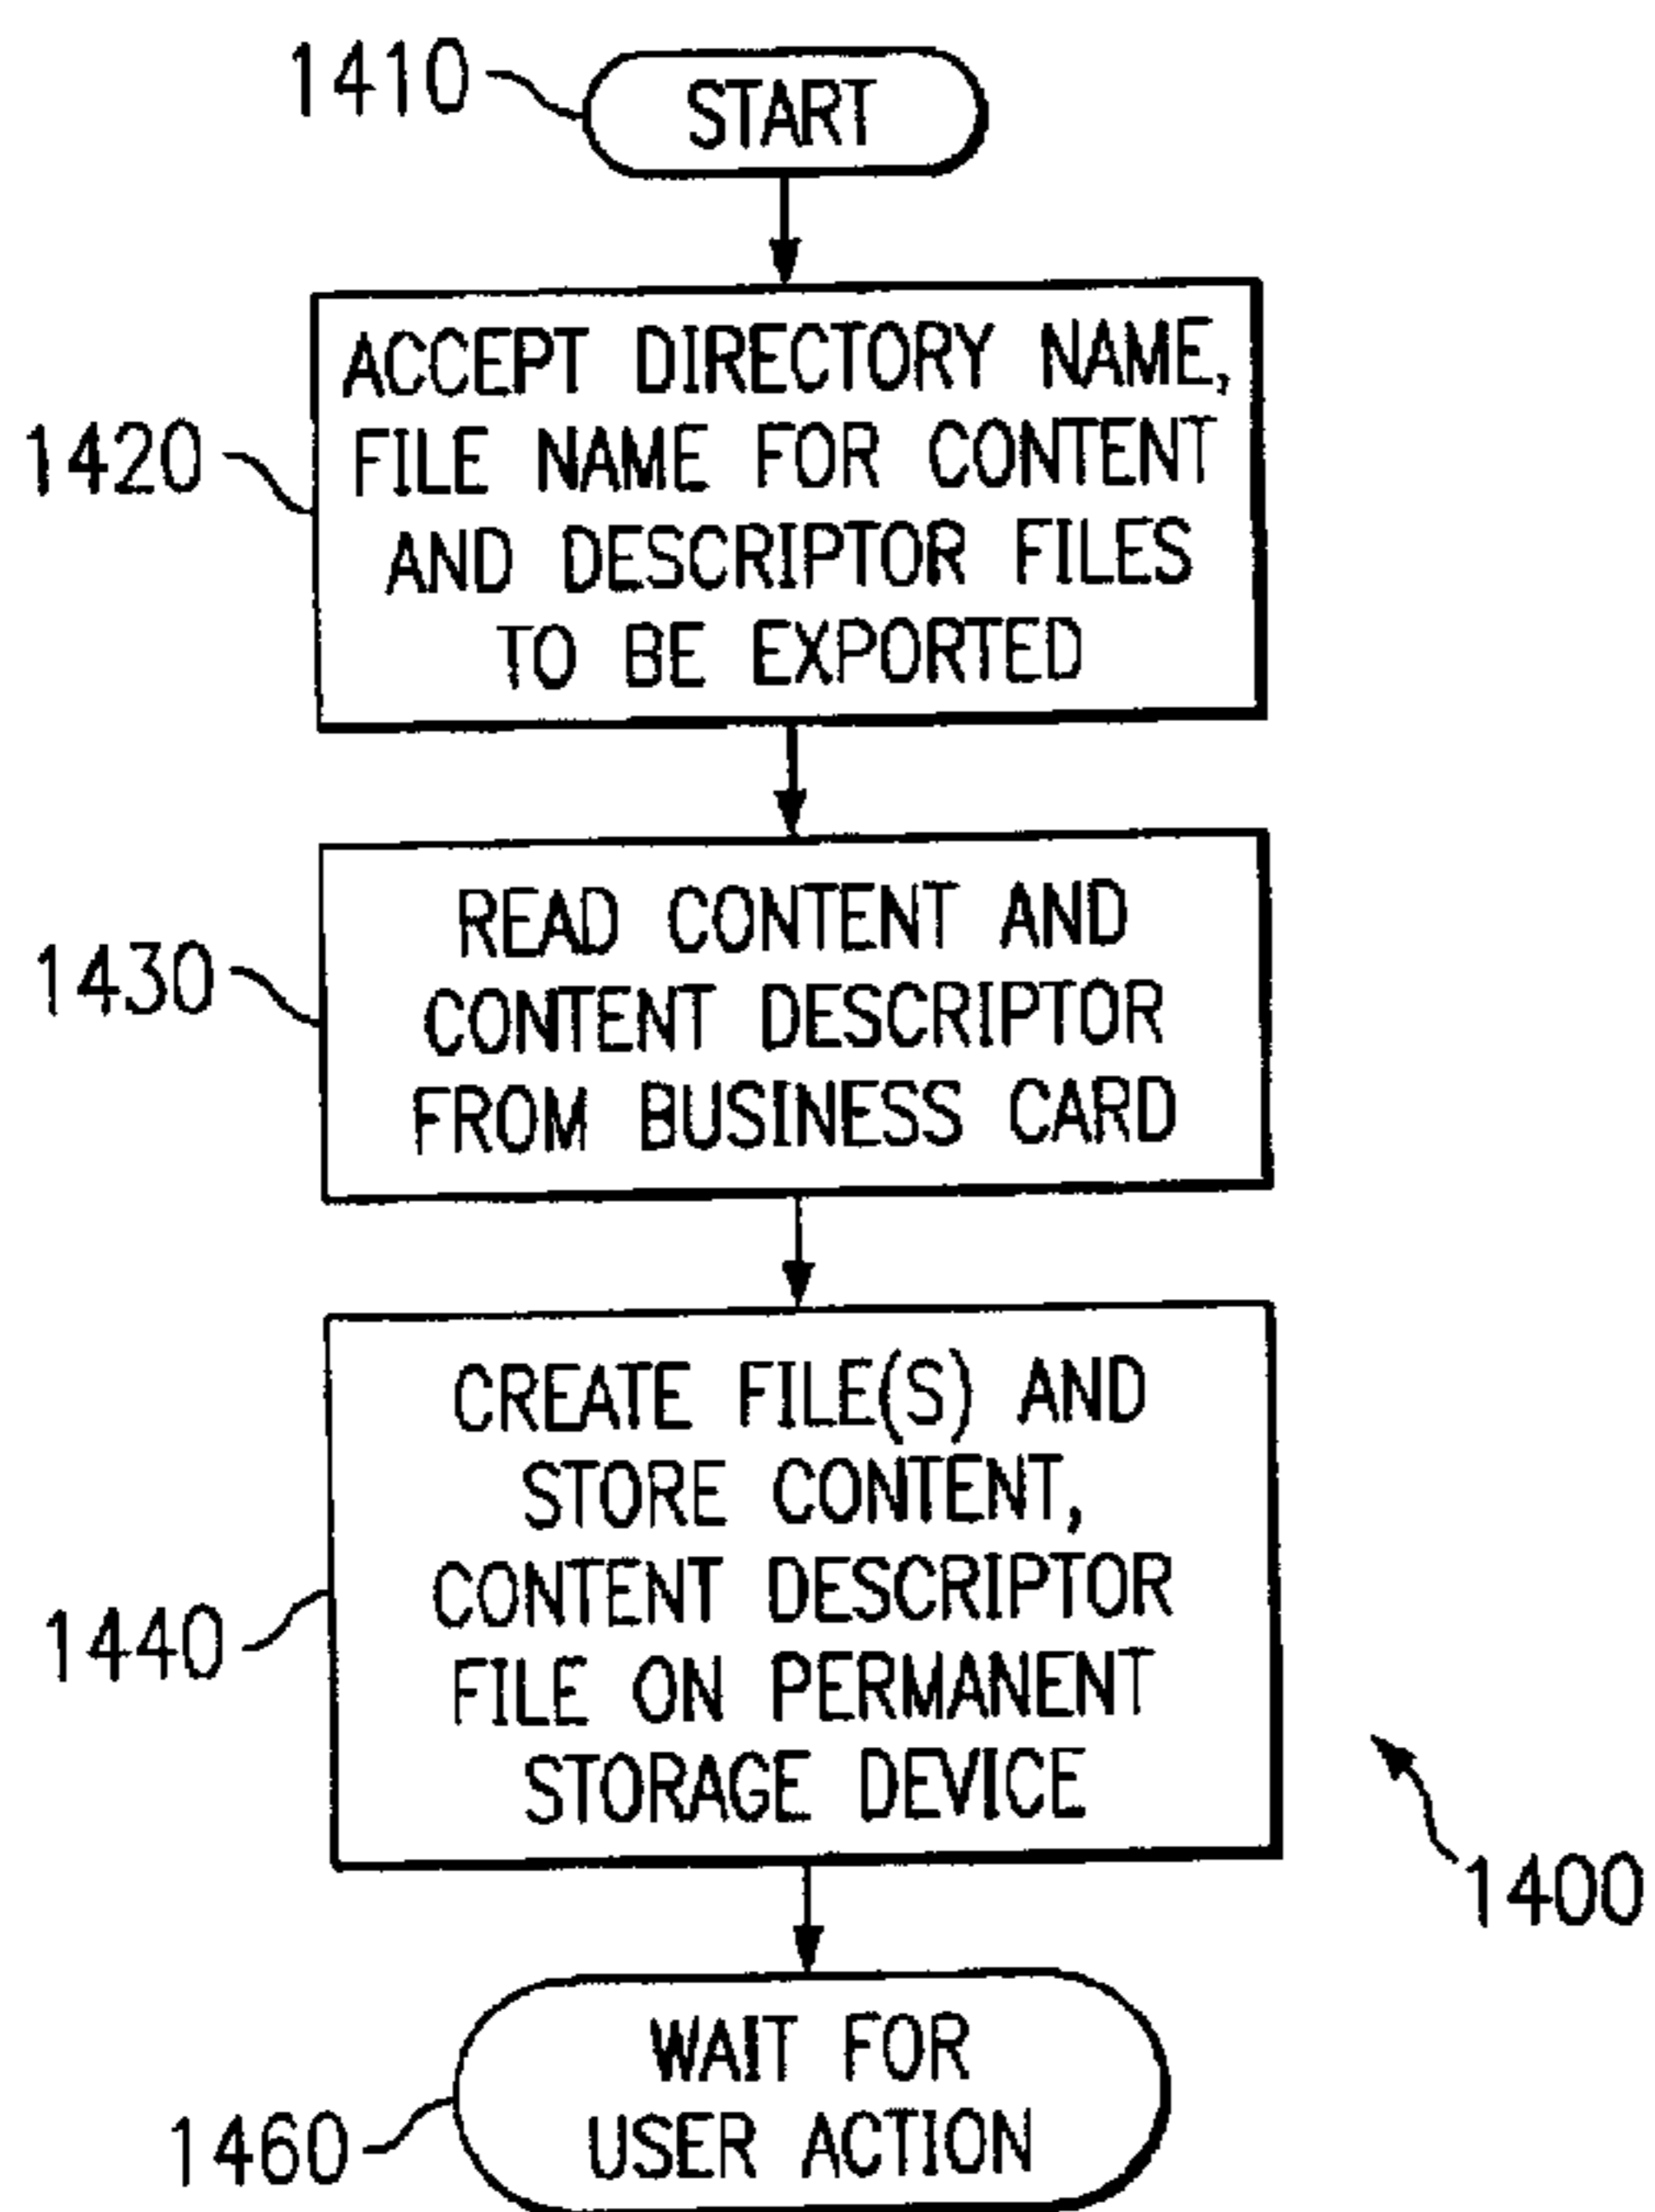 1410
START
1420
ACCEPT DIRECTORY NAME,
FILE NAME FOR CONTENT
AND DESCRIPTOR FILES
TO BE EXPORTED
1430
READ CONTENT AND
CONTENT DESCRIPTOR
FROM BUSINESS CARD
1440
CREATE FILE(S) AND
STORE CONTENT,
CONTENT DESCRIPTOR
FILE ON PERMANENT
STORAGE DEVICE
1400
1460
WAIT FOR
USER ACTION